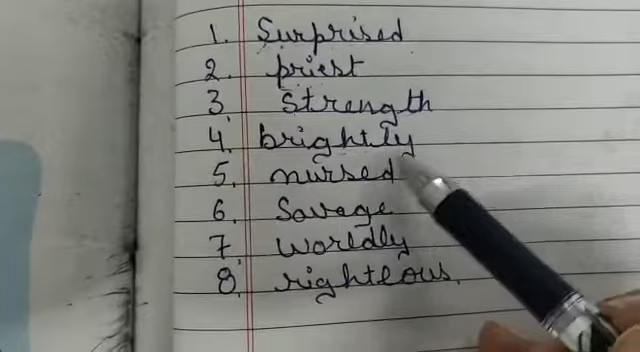 1. Surprised
2. priest
3. Strength
4. brightly
5. nursed
6. Savage
7. Worldly
8. righteous.